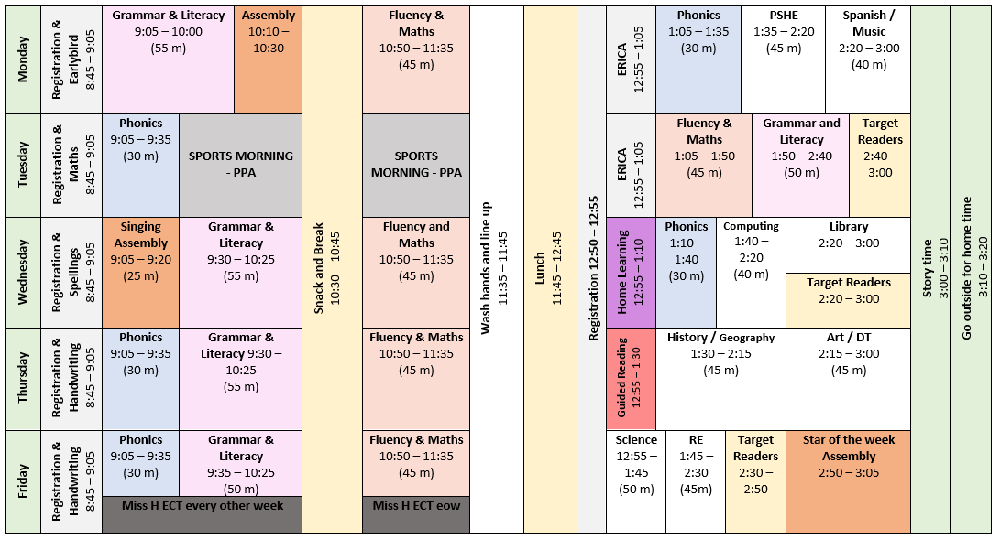 Monday
Registration &
Earlybird
8:45 – 9:05
Grammar & Literacy
9:05 – 10:00
(55 m)
Assembly
10:10 –
10:30
Snack and Break
10:30 – 10:45
Fluency &
Maths
10:50 – 11:35
(45 m)
Wash hands and line up
11:35 – 11:45
Lunch
11:45 – 12:45
Registration 12:50 – 12:55
ERICA
12:55 – 1:05
Phonics
1:05 – 1:35
(30 m)
PSHE
1:35 – 2:20
(45 m)
Spanish /
Music
2:20 – 3:00
(40 m)
Story time
3:00 – 3:10
Go outside for home time
3:10 – 3:20
Tuesday
Registration &
Maths
8:45 – 9:05
Phonics
9:05 – 9:35
(30 m)
SPORTS MORNING
- PPA
SPORTS
MORNING - PPA
ERICA
12:55 – 1:05
Fluency &
Maths
1:05 – 1:50
(45 m)
Grammar and
Literacy
1:50 – 2:40
(50 m)
Target
Readers
2:40 –
3:00
Wednesday
Registration &
Spellings
8:45 – 9:05
Singing
Assembly
9:05 – 9:20
(25 m)
Grammar &
Literacy
9:30 – 10:25
(55 m)
Fluency and
Maths
10:50 – 11:35
(45 m)
Home Learning
12:55 – 1:10
Phonics
1:10 –
1:40
(30 m)
Computing
1:40 –
2:20
(40 m)
Library
2:20 – 3:00
Target Readers
2:20 – 3:00
Thursday
Registration &
Handwriting
8:45 – 9:05
Phonics
9:05 – 9:35
(30 m)
Grammar &
Literacy 9:30 –
10:25
(55 m)
Fluency & Maths
10:50 – 11:35
(45 m)
Guided Reading
12:55 – 1:30
History / Geography
1:30 – 2:15
(45 m)
Art / DT
2:15 – 3:00
(45 m)
Friday
Registration &
Handwriting
8:45 – 9:05
Phonics
9:05 – 9:35
(30 m)
Grammar &
Literacy
9:35 – 10:25
(50 m)
Miss H ECT every other week
Fluency & Maths
10:50 – 11:35
(45 m)
Miss H ECT eow
Science
12:55 –
1:45
(50 m)
RE
1:45 –
2:30
(45m)
Target
Readers
2:30 –
2:50
Star of the week
Assembly
2:50 – 3:05